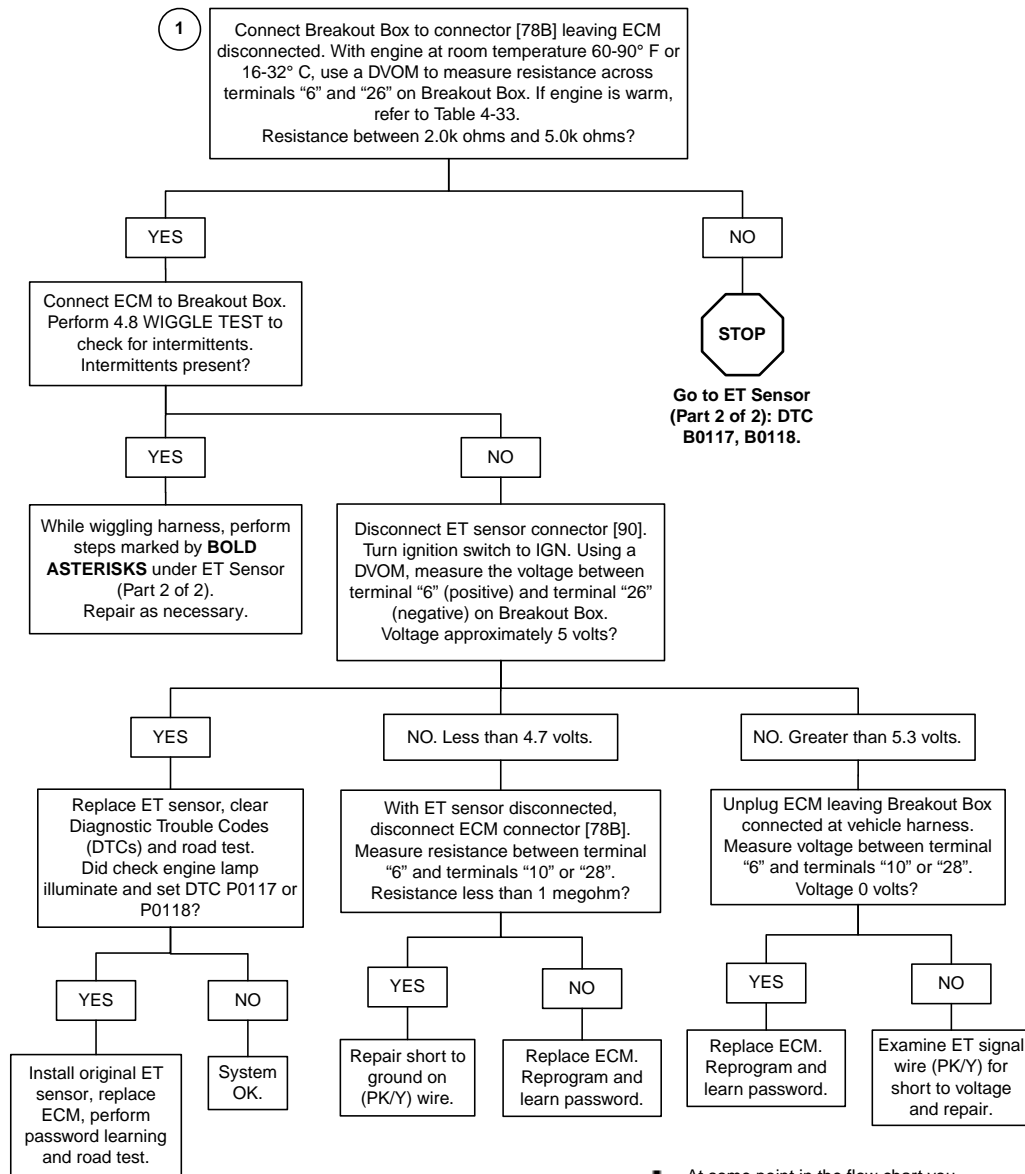 1
Connect Breakout Box to connector [78B] leaving ECM
disconnected. With engine at room temperature 60-90° F or
16-32° C, use a DVOM to measure resistance across
terminals “6” and “26” on Breakout Box. If engine is warm,
refer to Table 4-33.
Resistance between 2.0k ohms and 5.0k ohms?
YES
NO
Connect ECM to Breakout Box.
Perform 4.8 WIGGLE TEST to
check for intermittents.
Intermittents present?
STOP
Go to ET Sensor
(Part 2 of 2): DTC
B0117, B0118.
YES
NO
While wiggling harness, perform
steps marked by BOLD
ASTERISKS under ET Sensor
(Part 2 of 2).
Repair as necessary.
Disconnect ET sensor connector [90].
Turn ignition switch to IGN. Using a
DVOM, measure the voltage between
terminal “6” (positive) and terminal “26”
(negative) on Breakout Box.
Voltage approximately 5 volts?
YES
NO. Less than 4.7 volts.
NO. Greater than 5.3 volts.
Replace ET sensor, clear
Diagnostic Trouble Codes
(DTCs) and road test.
Did check engine lamp
illuminate and set DTC P0117 or
P0118?
With ET sensor disconnected,
disconnect ECM connector [78B].
Measure resistance between terminal
“6” and terminals “10” or “28”.
Resistance less than 1 megohm?
Unplug ECM leaving Breakout Box
connected at vehicle harness.
Measure voltage between terminal
“6” and terminals “10” or “28”.
Voltage 0 volts?
YES
NO
YES
NO
YES
NO
Install original ET
sensor, replace
ECM, perform
password learning
and road test.
System
OK.
Repair short to
ground on
(PK/Y) wire.
Replace ECM.
Reprogram and
learn password.
Replace ECM.
Reprogram and
learn password.
Examine ET signal
wire (PK/Y) for
short to voltage
and repair.